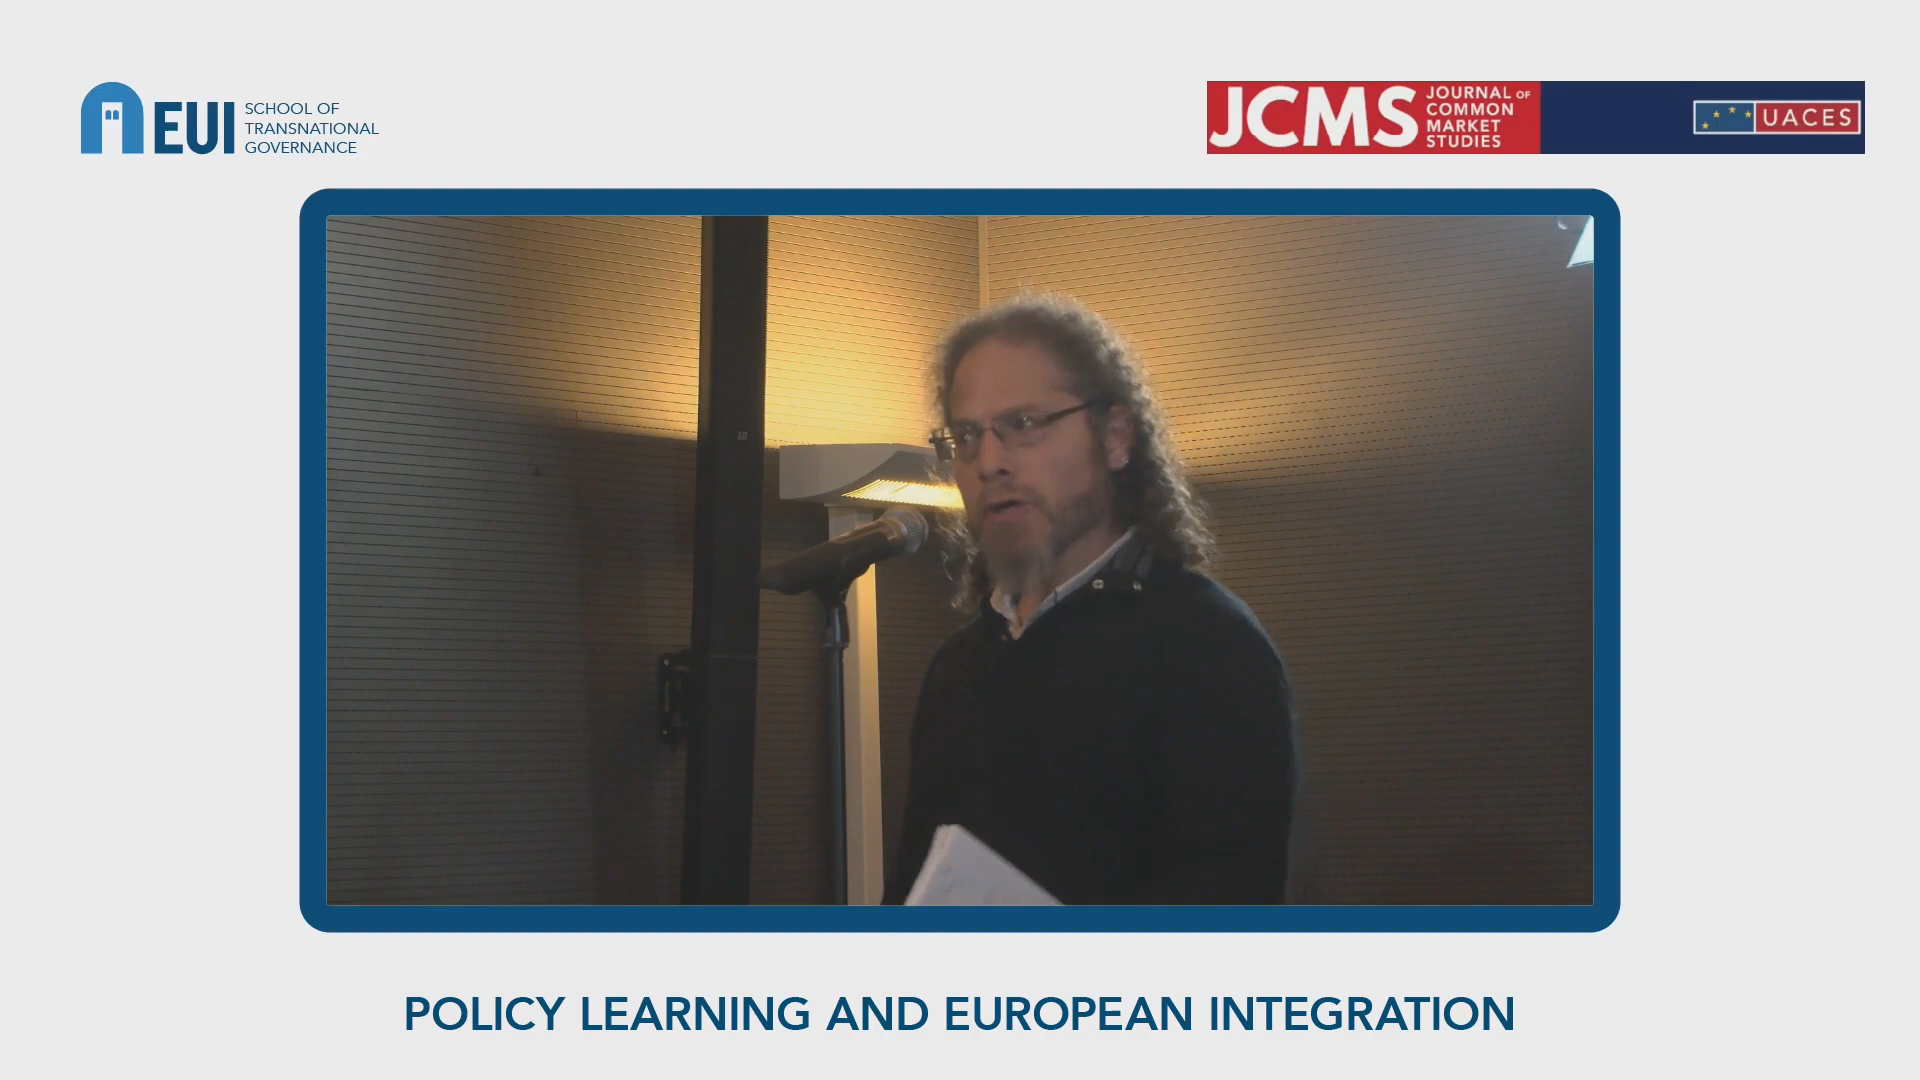 EUI
SCHOOL OF
TRANSNATIONAL
GOVERNANCE
JCMS
JOURNAL OF
COMMON
MARKET
STUDIES
UACES
POLICY LEARNING AND EUROPEAN INTEGRATION